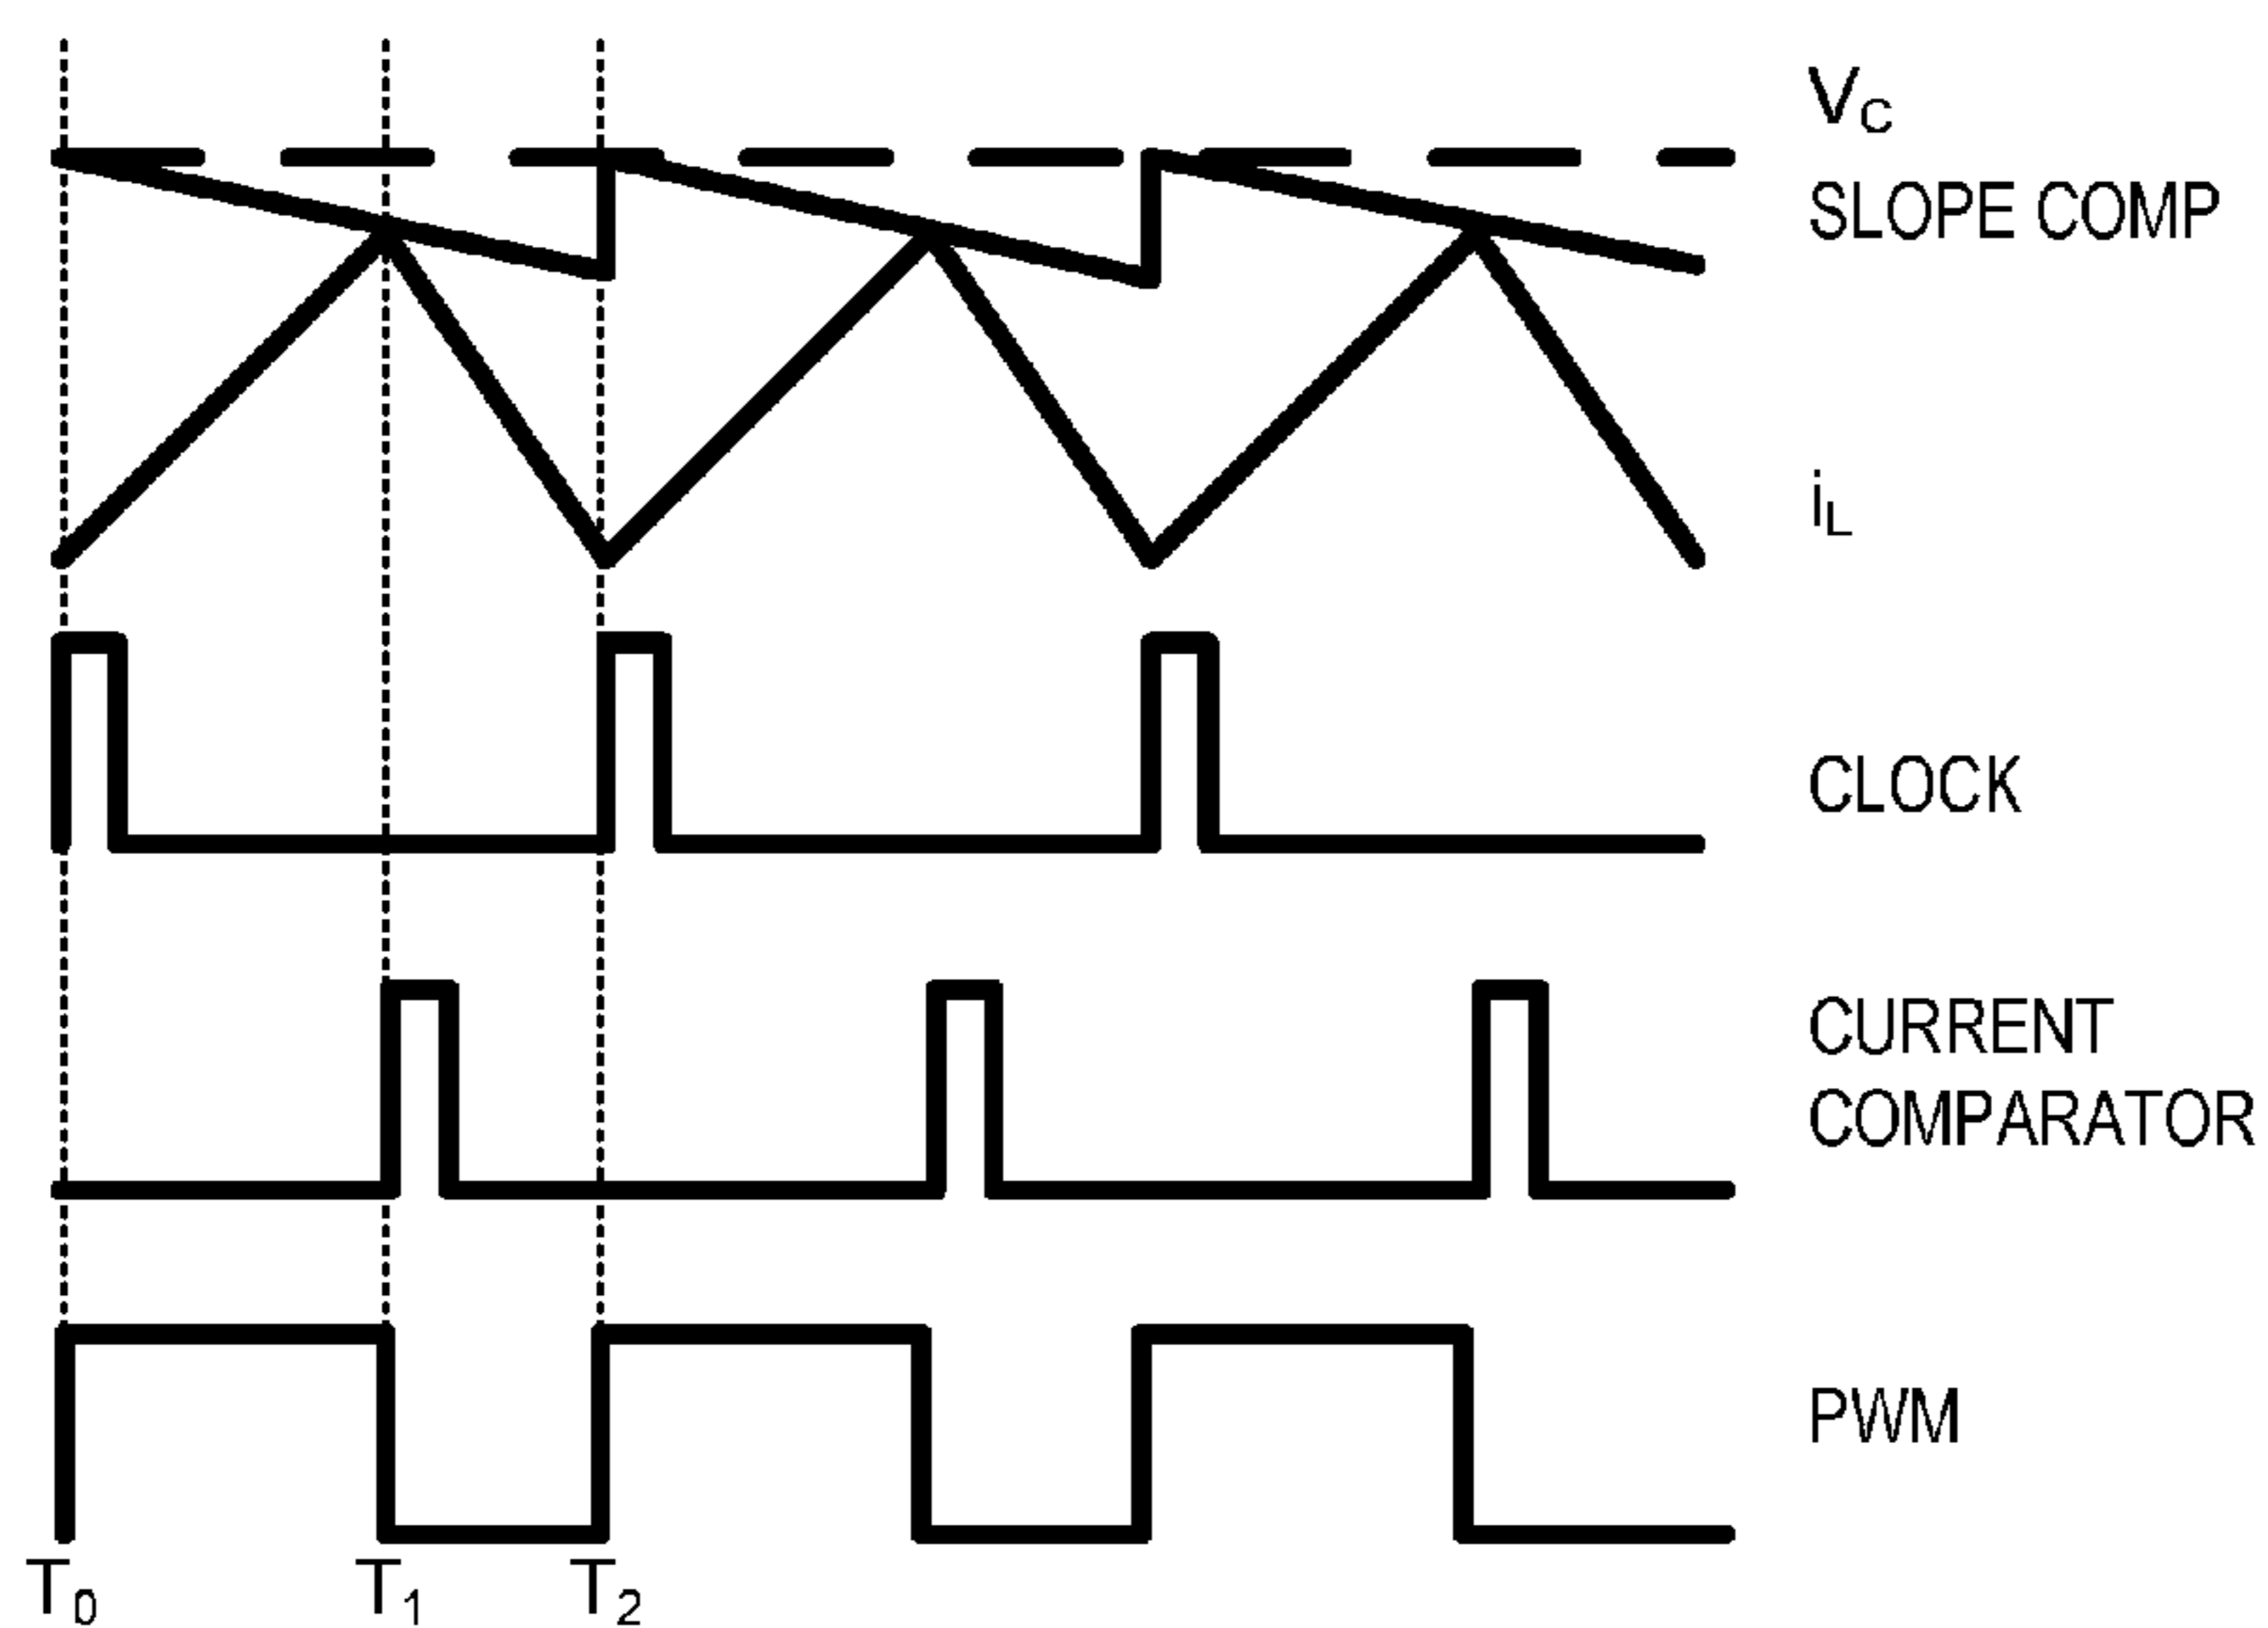 VC
SLOPE COMP
iL
CLOCK
CURRENT
COMPARATOR
PWM
T0 T1 T2